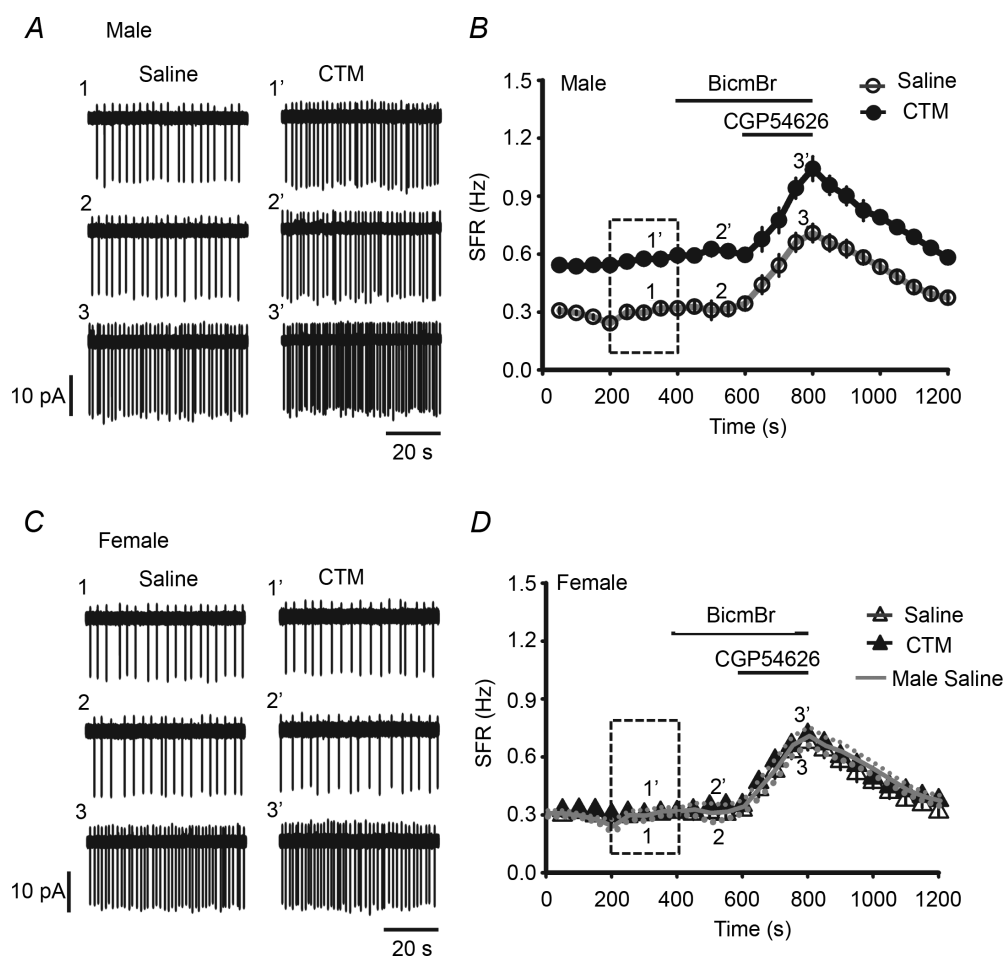 A Male
Saline CTM
1 1’
2 2’
3 3’
10 pA
20 s
B
Male
BicmBr
CGP54626
Saline
CTM
SFR (Hz)
1.5
1.2
0.9
0.6
0.3
0.0
3’
3
1’ 2’
1 2
0 200 400 600 800 1000 1200
Time (s)
C Female
Saline CTM
1 1’
2 2’
3 3’
10 pA
20 s
D
Female
BicmBr
CGP54626
Saline
CTM
Male Saline
SFR (Hz)
1.5
1.2
0.9
0.6
0.3
0.0
3’
3
1’ 2’
1 2
0 200 400 600 800 1000 1200
Time (s)